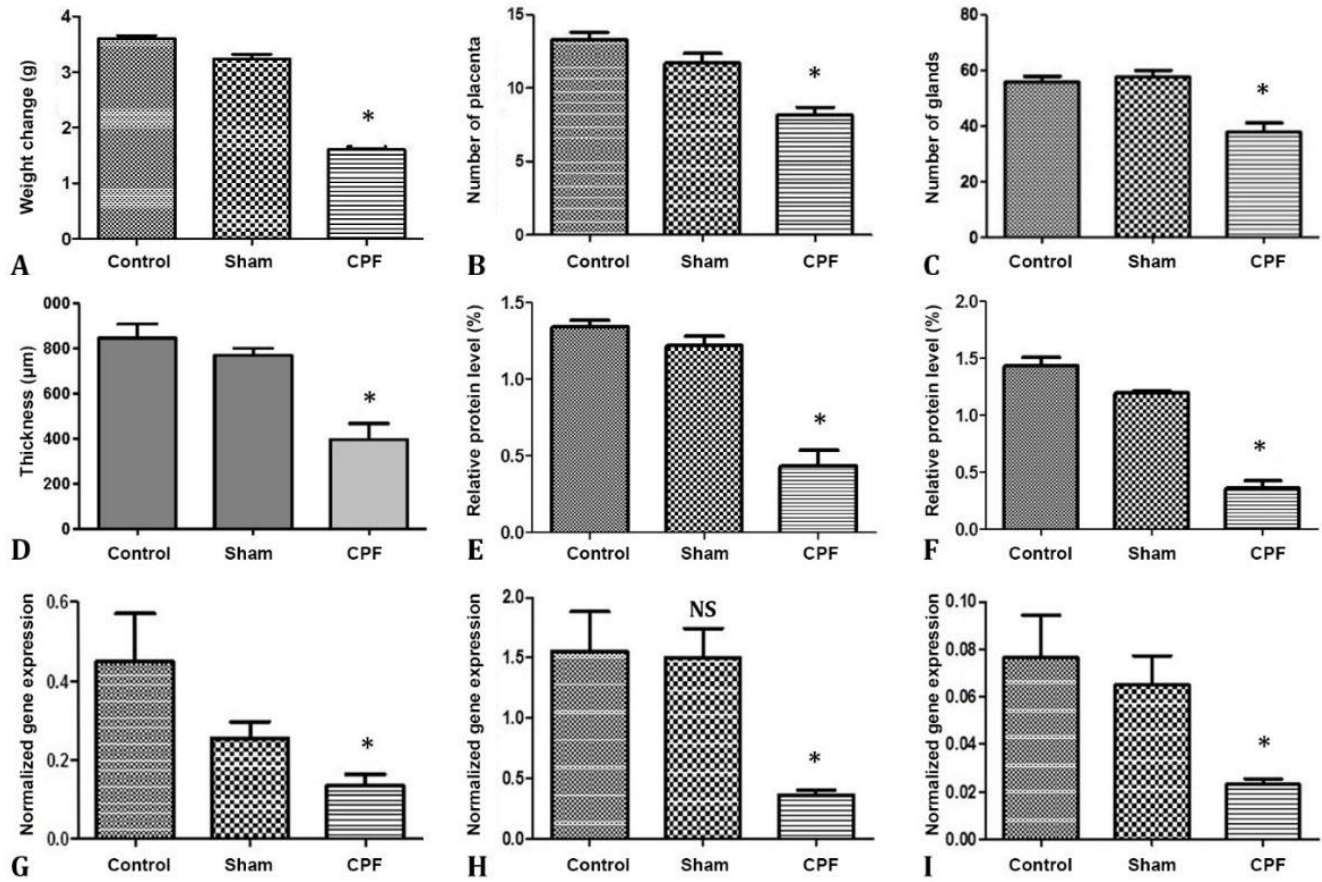 4
3
2
1
0
Weight change (g)
*
Control Sham CPF
A
15
10
5
0
Number of placenta
*
Control Sham CPF
B
80
60
40
20
0
Number of glands
*
Control Sham CPF
C
000
800
600
400
200
0
Thickness (µm)
*
Control Sham CPF
D
1.5
1.0
0.5
0.0
Relative protein level (%)
*
Control Sham CPF
E
2.0
1.5
1.0
0.5
0.0
Relative protein level (%)
*
Control Sham CPF
F
0.6
0.4
0.2
0.0
Normalized gene expression
*
Control Sham CPF
G
2.0
1.5
1.0
0.5
0.0
Normalized gene expression
NS
*
Control Sham CPF
H
0.10
0.08
0.06
0.04
0.02
0.00
Normalized gene expression
*
Control Sham CPF
I